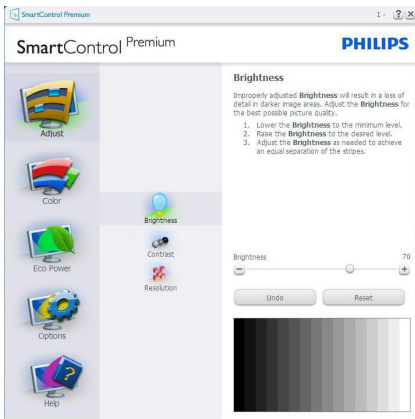 SmartControl Premium
1 -
?
X
SmartControl Premium
PHILIPS
Adjust
Color
Eco Power
Options
Help
Brightness
Contrast
Resolution
Brightness
Improperly adjusted Brightness will result in a loss of
detail in darker image areas. Adjust the Brightness for
the best possible picture quality.
1. Lower the Brightness to the minimum level.
2. Raise the Brightness to the desired level.
3. Adjust the Brightness as needed to achieve
an equal separation of the stripes.
Brightness 70
Undo Reset